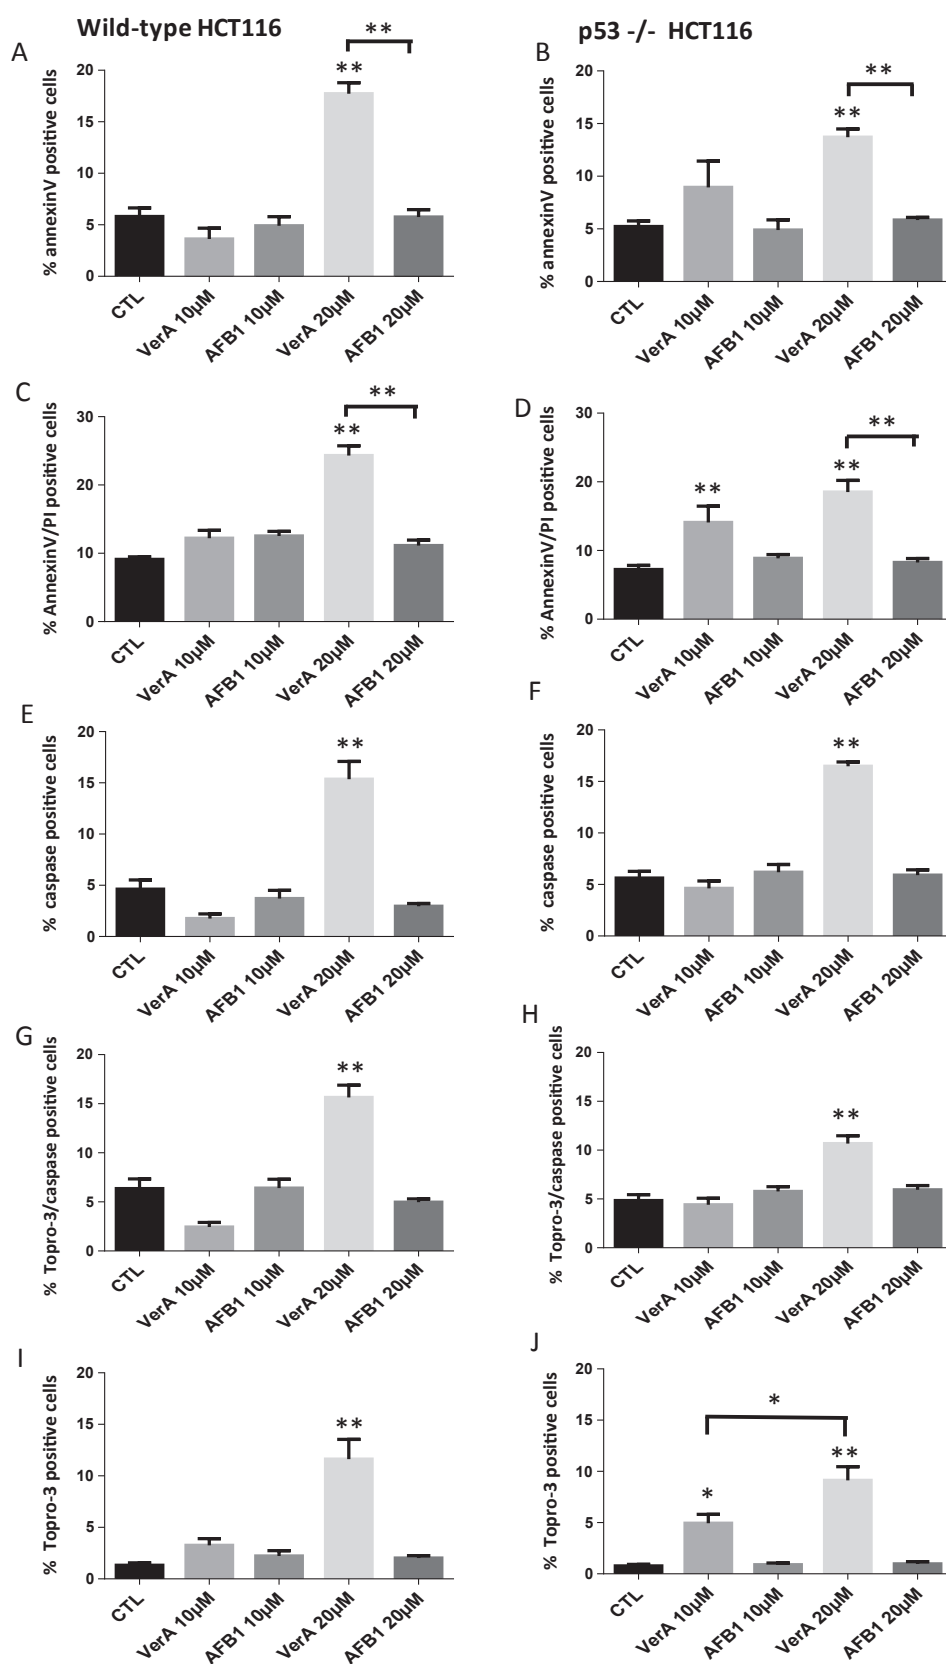 Wild-type HCT116
p53 -/- HCT116
A
% annexinV positive cells
20
15
10
5
0
**
**
CTL
VerA 10µM
AFB1 10µM
VerA 20µM
AFB1 20µM
B
% annexinV positive cells
20
15
10
5
0
**
**
CTL
VerA 10µM
AFB1 10µM
VerA 20µM
AFB1 20µM
C
% AnnexinV/PI positive cells
30
20
10
0
**
**
CTL
VerA 10µM
AFB1 10µM
VerA 20µM
AFB1 20µM
D
% AnnexinV/PI positive cells
30
20
10
0
**
**
**
CTL
VerA 10µM
AFB1 10µM
VerA 20µM
AFB1 20µM
E
% caspase positive cells
20
15
10
5
0
**
CTL
VerA 10µM
AFB1 10µM
VerA 20µM
AFB1 20µM
F
% caspase positive cells
20
15
10
5
0
**
CTL
VerA 10µM
AFB1 10µM
VerA 20µM
AFB1 20µM
G
% Topro-3/caspase positive cells
20
15
10
5
0
**
CTL
VerA 10µM
AFB1 10µM
VerA 20µM
AFB1 20µM
H
% Topro-3/caspase positive cells
20
15
10
5
0
**
CTL
VerA 10µM
AFB1 10µM
VerA 20µM
AFB1 20µM
I
% Topro-3 positive cells
20
15
10
5
0
**
CTL
VerA 10µM
AFB1 10µM
VerA 20µM
AFB1 20µM
J
% Topro-3 positive cells
20
15
10
5
0
*
**
*
CTL
VerA 10µM
AFB1 10µM
VerA 20µM
AFB1 20µM